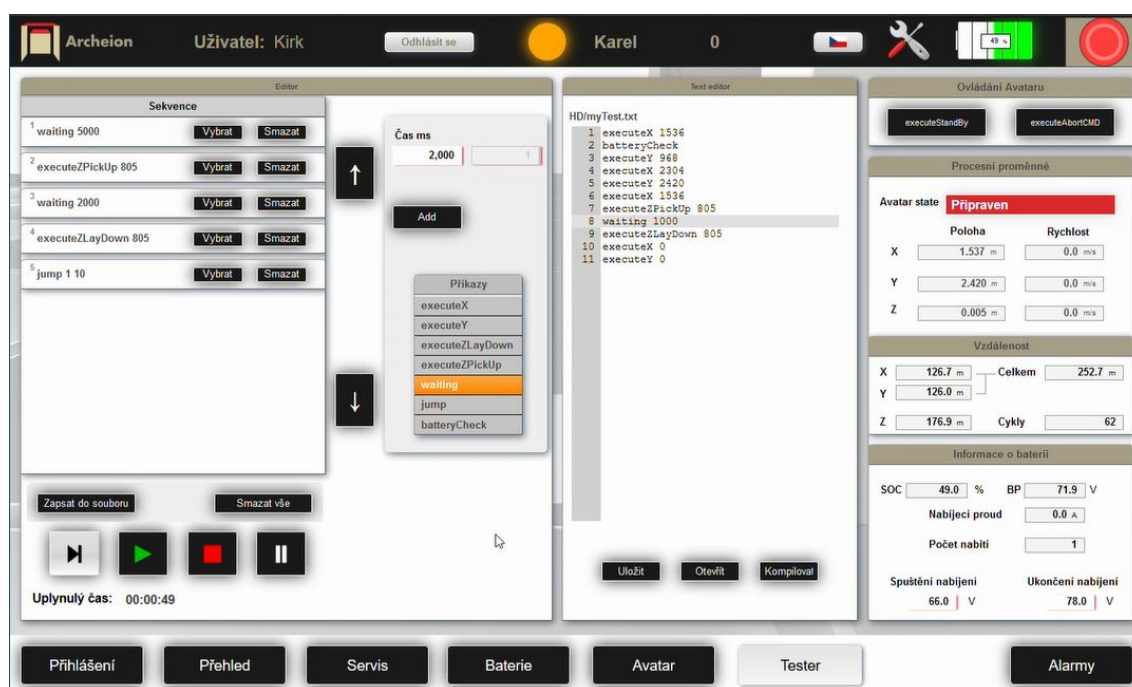 Archeion
Uživatel: Kirk
Odhlásit se
Karel
0
49 %
Editor
Sekvence
1 waiting 5000 Vybrat Smazat
2 executeZPickUp 805 Vybrat Smazat
3 waiting 2000 Vybrat Smazat
4 executeZLayDown 805 Vybrat Smazat
5 jump 1 10 Vybrat Smazat
Čas ms
2,000 1
Add
Příkazy
executeX
executeY
executeZLayDown
executeZPickUp
waiting
jump
batteryCheck
Zapsat do souboru Smazat vše
Uplynulý čas: 00:00:49
Text editor
HD/myTest.txt
1 executeX 1536
2 batteryCheck
3 executeY 968
4 executeX 2304
5 executeY 2420
6 executeX 1536
7 executeZPickUp 805
8 waiting 1000
9 executeZLayDown 805
10 executeX 0
11 executeY 0
Uložit Otevřít Kompilovat
Ovládání Avataru
executeStandBy executeAbortCMD
Procesní proměnné
Avatar state Připraven
Poloha Rychlost
X 1.537 m 0.0 m/s
Y 2.420 m 0.0 m/s
Z 0.005 m 0.0 m/s
Vzdálenost
X 126.7 m Celkem 252.7 m
Y 126.0 m
Z 176.9 m Cykly 62
Informace o baterii
SOC 49.0 % BP 71.9 V
Nabíjecí proud 0.0 A
Počet nabití 1
Spuštění nabíjení Ukončení nabíjení
66.0 V 78.0 V
Přihlášení Přehled Servis Baterie Avatar Tester Alarmy